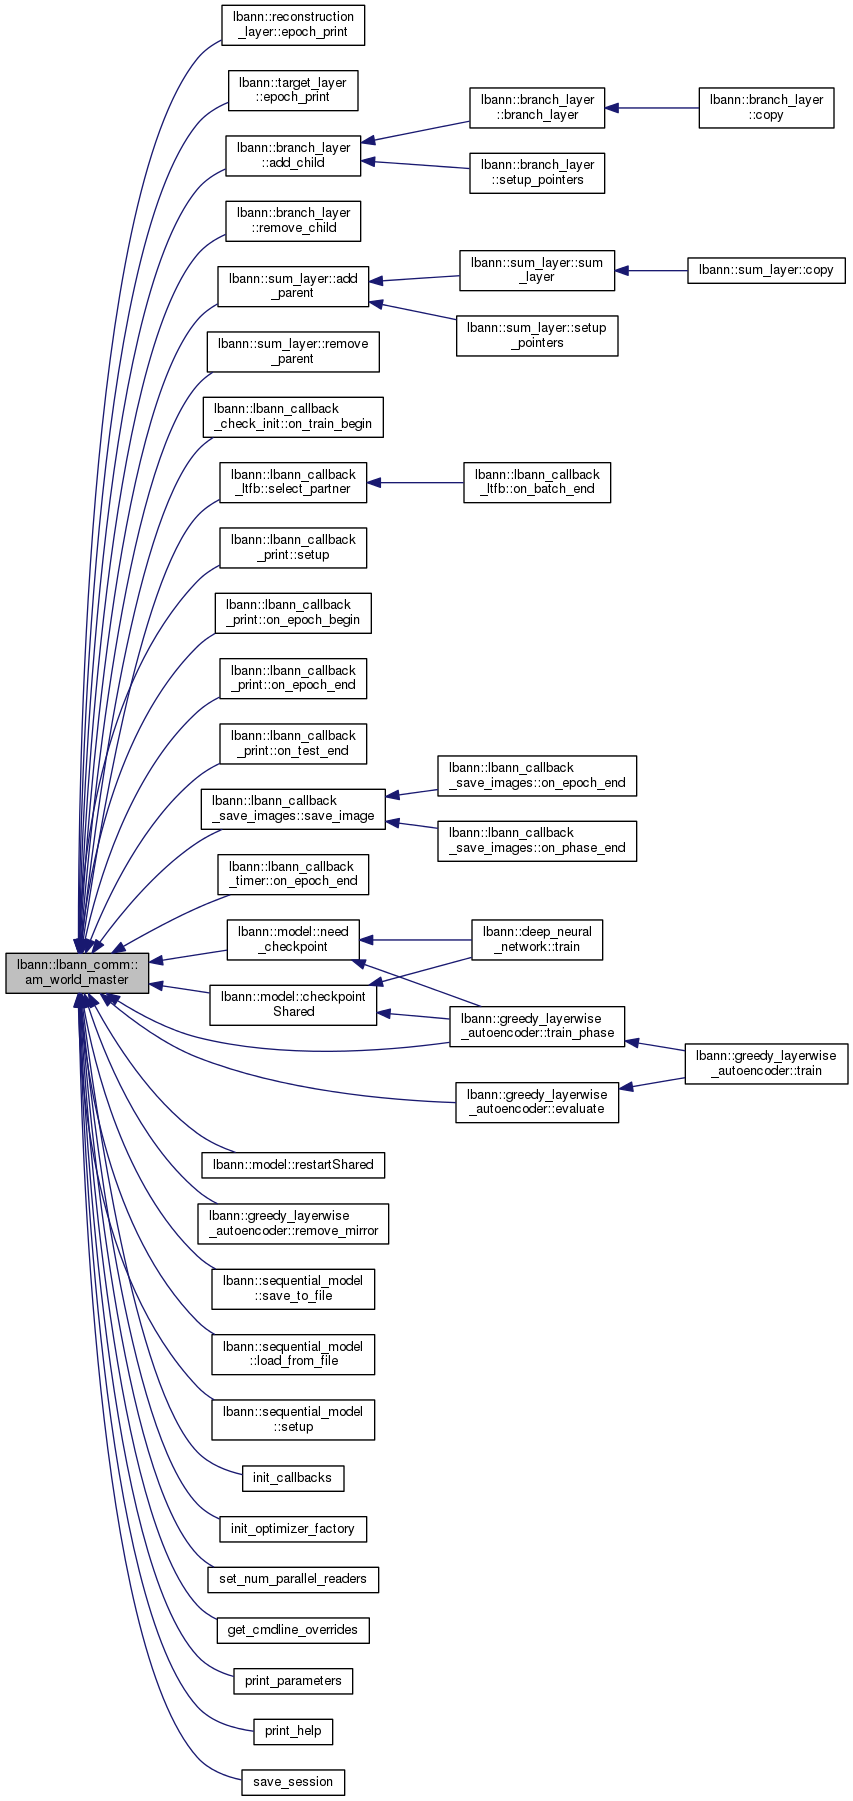 lbann::reconstruction
_layer::epoch_print
lbann::target_layer
::epoch_print
lbann::branch_layer
::branch_layer
lbann::branch_layer
::copy
lbann::branch_layer
::add_child
lbann::branch_layer
::setup_pointers
lbann::branch_layer
::remove_child
lbann::sum_layer::sum
_layer
lbann::sum_layer::copy
lbann::sum_layer::add
_parent
lbann::sum_layer::setup
_pointers
lbann::sum_layer::remove
_parent
lbann::lbann_callback
_check_init::on_train_begin
lbann::lbann_callback
_ltfb::select_partner
lbann::lbann_callback
_ltfb::on_batch_end
lbann::lbann_callback
_print::setup
lbann::lbann_callback
_print::on_epoch_begin
lbann::lbann_callback
_print::on_epoch_end
lbann::lbann_callback
_print::on_test_end
lbann::lbann_callback
_save_images::on_epoch_end
lbann::lbann_callback
_save_images::save_image
lbann::lbann_callback
_save_images::on_phase_end
lbann::lbann_callback
_timer::on_epoch_end
lbann::model::need
_checkpoint
lbann::deep_neural
_network::train
lbann::lbann_comm::
am_world_master
lbann::model::checkpoint
Shared
lbann::greedy_layerwise
_autoencoder::train_phase
lbann::greedy_layerwise
_autoencoder::train
lbann::greedy_layerwise
_autoencoder::evaluate
lbann::model::restartShared
lbann::greedy_layerwise
_autoencoder::remove_mirror
lbann::sequential_model
::save_to_file
lbann::sequential_model
::load_from_file
lbann::sequential_model
::setup
init_callbacks
init_optimizer_factory
set_num_parallel_readers
get_cmdline_overrides
print_parameters
print_help
save_session